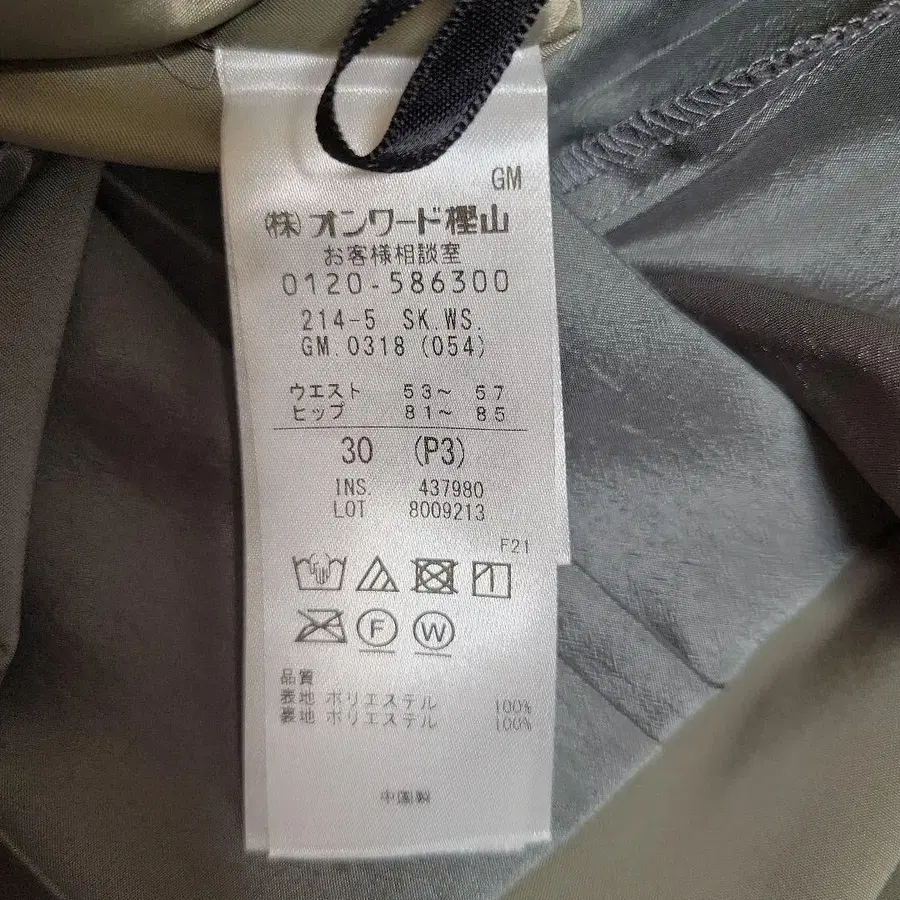 GM
㈱オンワード樫山
お客様相談室
0120-586300
214-5 SK.WS.
GM.0318 (054)
ウエスト 53〜 57
ヒップ 81〜 85
30 (P3)
INS. 437980
LOT 8009213
F21
F
W
品質
表地 ポリエステル 100%
裏地 ポリエステル 100%
中国製